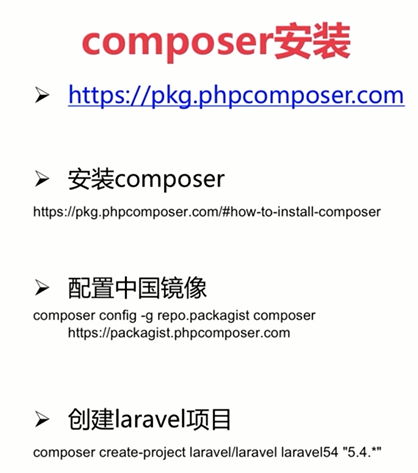 composer安装
https://pkg.phpcomposer.com
安装composer
https://pkg.phpcomposer.com/#how-to-install-composer
配置中国镜像
composer config -g repo.packagist composer
https://packagist.phpcomposer.com
创建laravel项目
composer create-project laravel/laravel laravel54 "5.4.*"